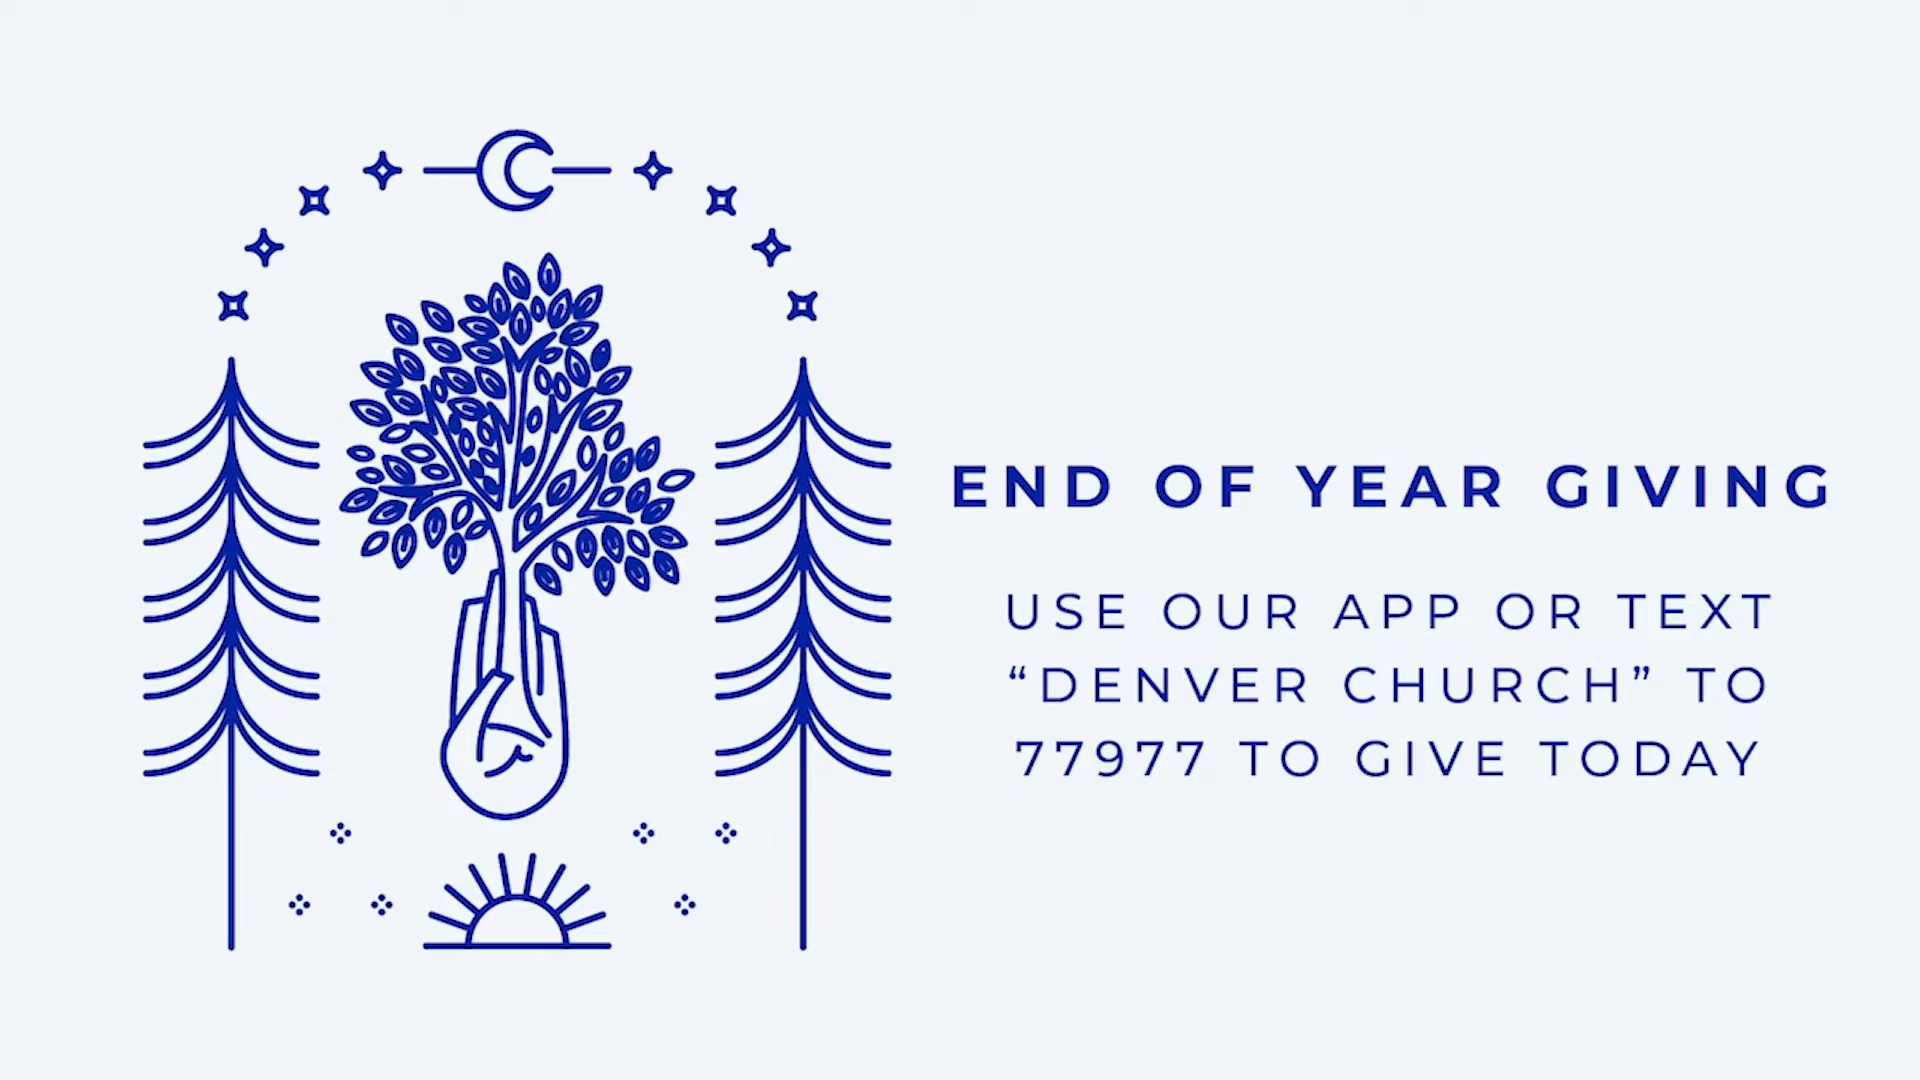 END OF YEAR GIVING
USE OUR APP OR TEXT
“DENVER CHURCH” TO
77977 TO GIVE TODAY